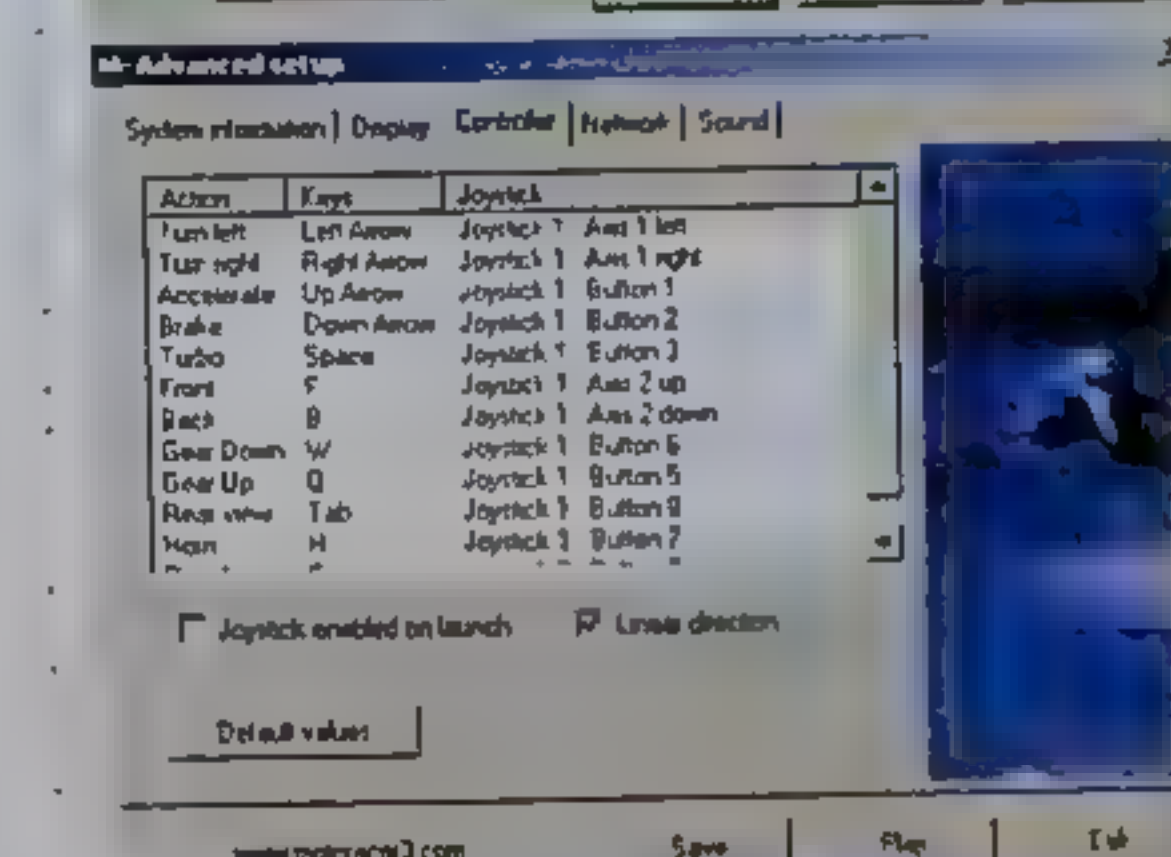 Advanced setup
System information Display Controller Network Sound
Action Keys Joystick
Turn left Left Arrow Joystick 1 Axis 1 left
Turn right Right Arrow Joystick 1 Axis 1 right
Accelerate Up Arrow Joystick 1 Button 1
Brake Down Arrow Joystick 1 Button 2
Turbo Space Joystick 1 Button 3
Front F Joystick 1 Axis 2 up
Back B Joystick 1 Axis 2 down
Gear Down W Joystick 1 Button 6
Gear Up Q Joystick 1 Button 5
Rear view Tab Joystick 1 Button
Horn H Joystick 1 Button 7
Joystick enabled on launch Linear direction
Default values
Save Play